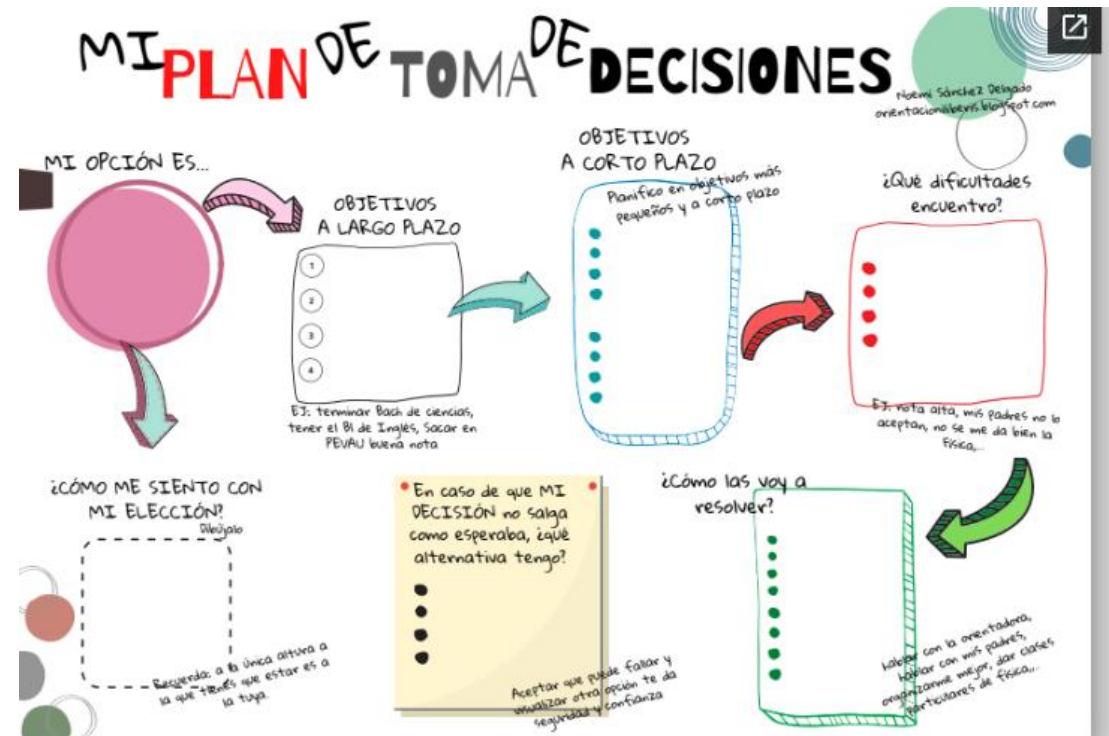 MI PLAN DE TOMA DE DECISIONES
Noemí Sánchez Delgado
orientacioniliberis.blogspot.com
MI OPCIÓN ES...
OBJETIVOS
A LARGO PLAZO
1
2
3
4
EJ: terminar Bach de ciencias,
tener el B1 de Inglés, Sacar en
PEVAU buena nota
OBJETIVOS
A CORTO PLAZO
Planifico en objetivos más
pequeños y a corto plazo
¿Qué dificultades
encuentro?
EJ: nota alta, mis padres no lo
aceptan, no se me da bien la
física,...
¿CÓMO ME SIENTO CON
MI ELECCIÓN?
Dibújalo
Recuerda: a la única altura a
la que tienes que estar es a
la tuya
En caso de que MI
DECISIÓN no salga
como esperaba, ¿qué
alternativa tengo?
Aceptar que puede fallar y
visualizar otra opción te da
seguridad y confianza
¿Cómo las voy a
resolver?
hablar con la orientadora,
hablar con mis padres,
organizarme mejor, dar clases
particulares de física,...